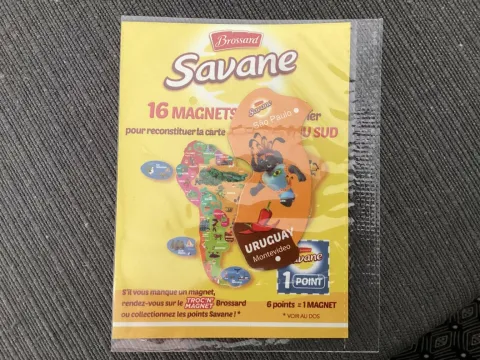 Brossard
Savane
16 MAGNETS
pour reconstituer la carte
U SUD
Savane
São Paulo
URUGUAY
Montevideo
1 POINT
S'il vous manque un magnet,
rendez-vous sur le TROC'N' MAGNET Brossard
ou collectionnez les points Savane ! *
6 points = 1 MAGNET
* VOIR AU DOS